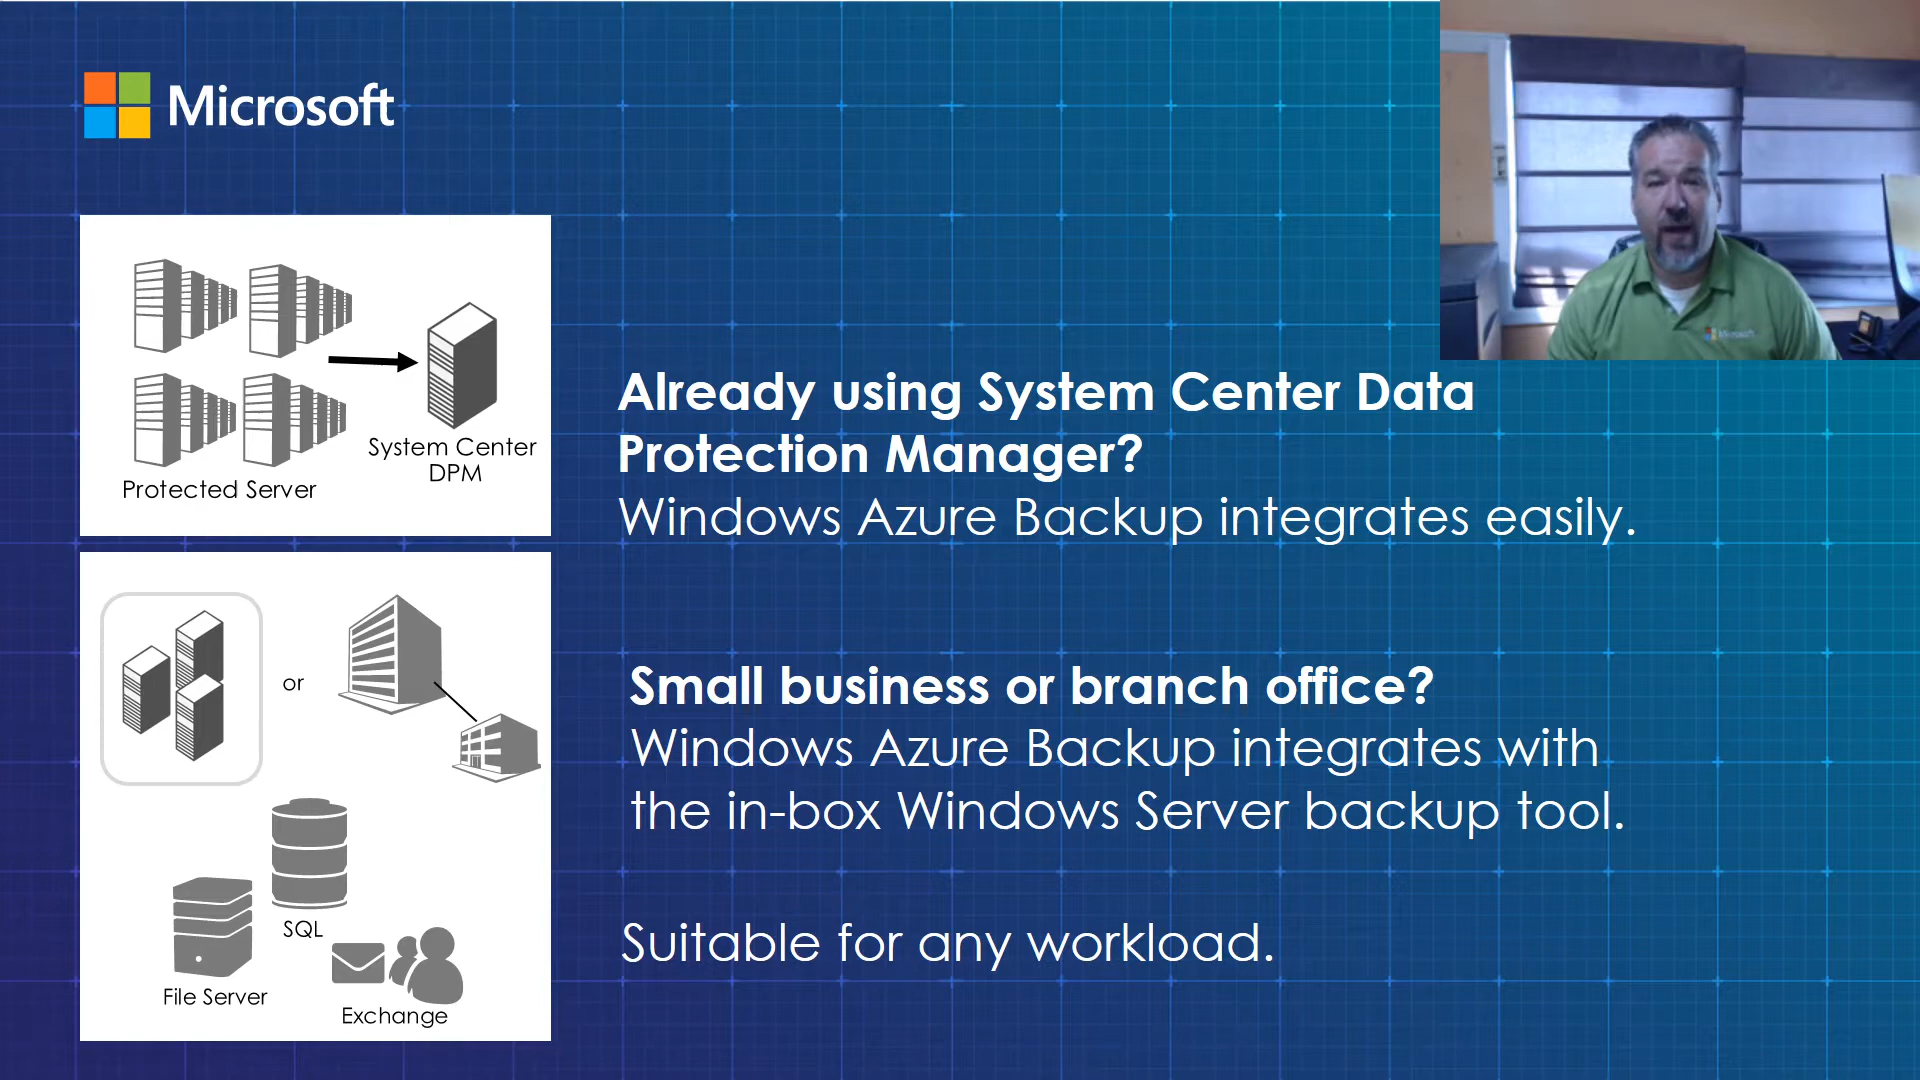 Microsoft
Protected Server
System Center
DPM
Already using System Center Data
Protection Manager?
Windows Azure Backup integrates easily.
or
SQL
File Server
Exchange
Small business or branch office?
Windows Azure Backup integrates with
the in-box Windows Server backup tool.
Suitable for any workload.
Microsoft